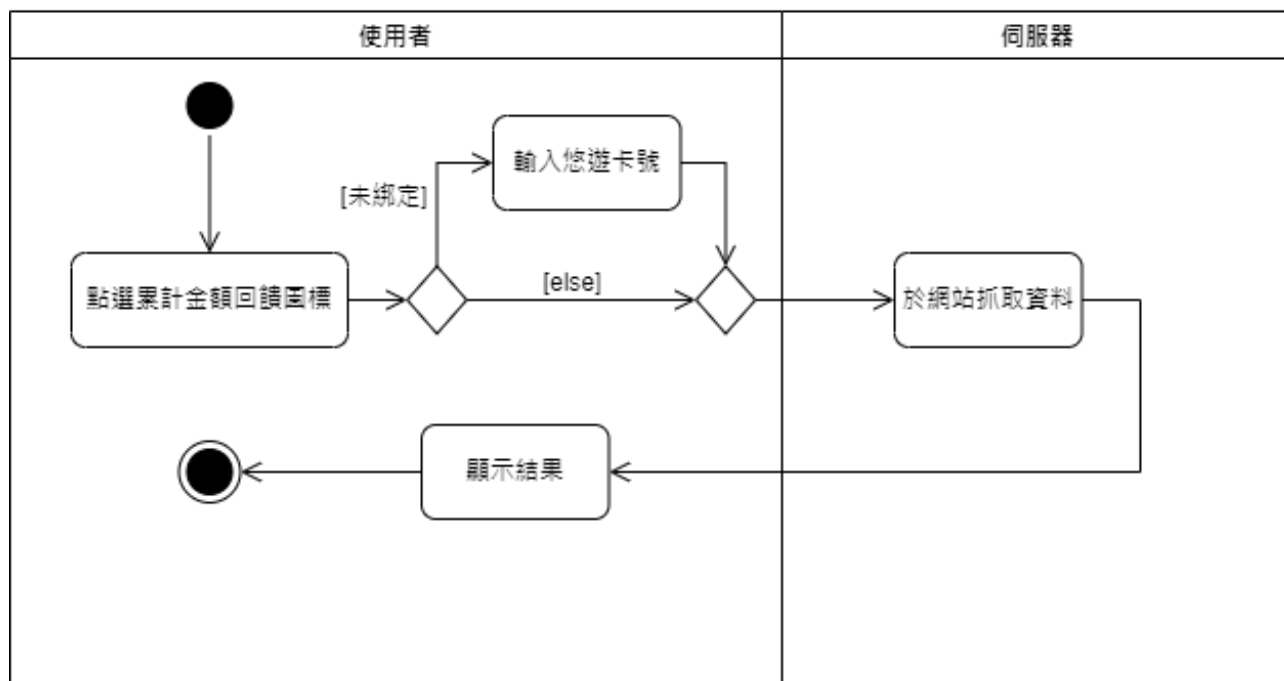 使用者
伺服器
輸入悠遊卡號
[未綁定]
點選累計金額回饋圖標
[else]
於網站抓取資料
顯示結果